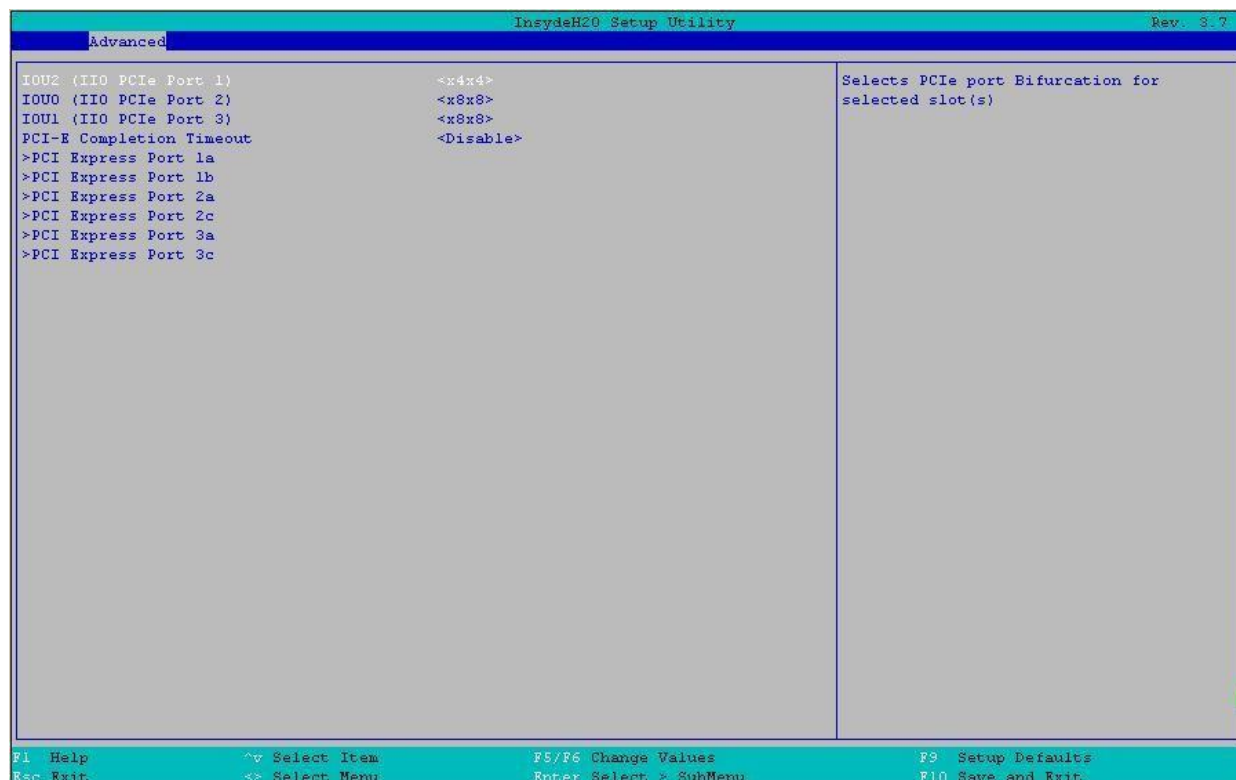 InsydeH20 Setup Utility Rev. 3.7
Advanced
IOU2 (IIO PCIe Port 1) <x4x4>
IOU0 (IIO PCIe Port 2) <x8x8>
IOU1 (IIO PCIe Port 3) <x8x8>
PCI-E Completion Timeout <Disable>
>PCI Express Port 1a
>PCI Express Port 1b
>PCI Express Port 2a
>PCI Express Port 2c
>PCI Express Port 3a
>PCI Express Port 3c
Selects PCIe port Bifurcation for
selected slot(s)
F1 Help ^v Select Item F5/F6 Change Values F9 Setup Defaults
Esc Exit <> Select Menu Enter Select > SubMenu F10 Save and Exit